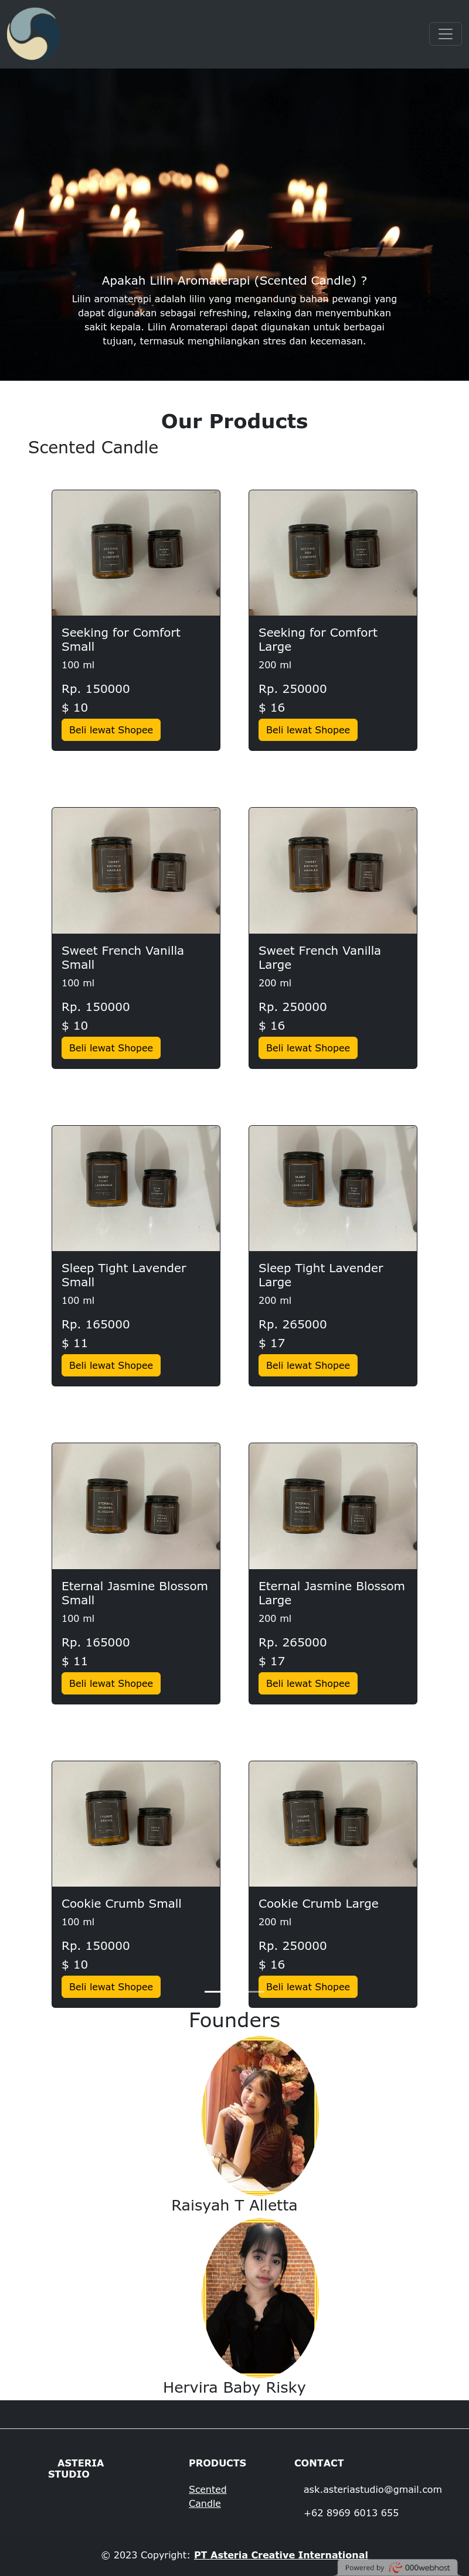 Apakah Lilin Aromaterapi (Scented Candle) ?
Lilin aromaterapi adalah lilin yang mengandung bahan pewangi yang
dapat digunakan sebagai refreshing, relaxing dan menyembuhkan
sakit kepala. Lilin Aromaterapi dapat digunakan untuk berbagai
tujuan, termasuk menghilangkan stres dan kecemasan.
Our Products
Scented Candle
Seeking for Comfort
Small
100 ml
Rp. 150000
$ 10
Beli lewat Shopee
Seeking for Comfort
Large
200 ml
Rp. 250000
$ 16
Beli lewat Shopee
Sweet French Vanilla
Small
100 ml
Rp. 150000
$ 10
Beli lewat Shopee
Sweet French Vanilla
Large
200 ml
Rp. 250000
$ 16
Beli lewat Shopee
Sleep Tight Lavender
Small
100 ml
Rp. 165000
$ 11
Beli lewat Shopee
Sleep Tight Lavender
Large
200 ml
Rp. 265000
$ 17
Beli lewat Shopee
Eternal Jasmine Blossom
Small
100 ml
Rp. 165000
$ 11
Beli lewat Shopee
Eternal Jasmine Blossom
Large
200 ml
Rp. 265000
$ 17
Beli lewat Shopee
Cookie Crumb Small
100 ml
Rp. 150000
$ 10
Beli lewat Shopee
Cookie Crumb Large
200 ml
Rp. 250000
$ 16
Beli lewat Shopee
Founders
Raisyah T Alletta
Hervira Baby Risky
ASTERIA
STUDIO
PRODUCTS
Scented
Candle
CONTACT
ask.asteriastudio@gmail.com
+62 8969 6013 655
© 2023 Copyright: PT Asteria Creative International
Powered by 000webhost